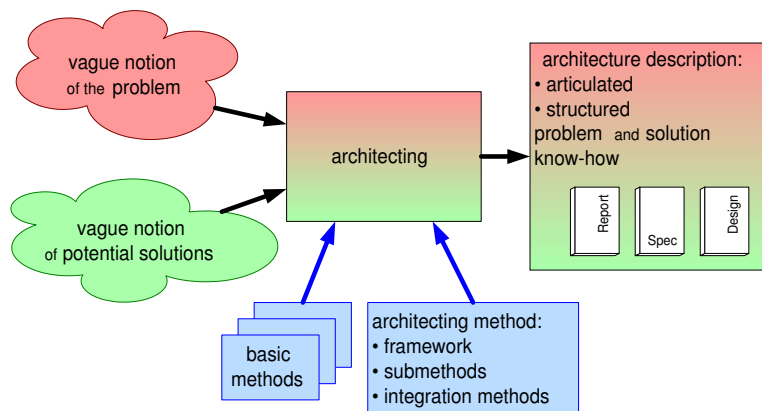 vague notion
of the problem
architecting
architecture description:
• articulated
• structured
problem and solution
know-how
Report
Spec
Design
vague notion
of potential solutions
basic
methods
architecting method:
• framework
• submethods
• integration methods